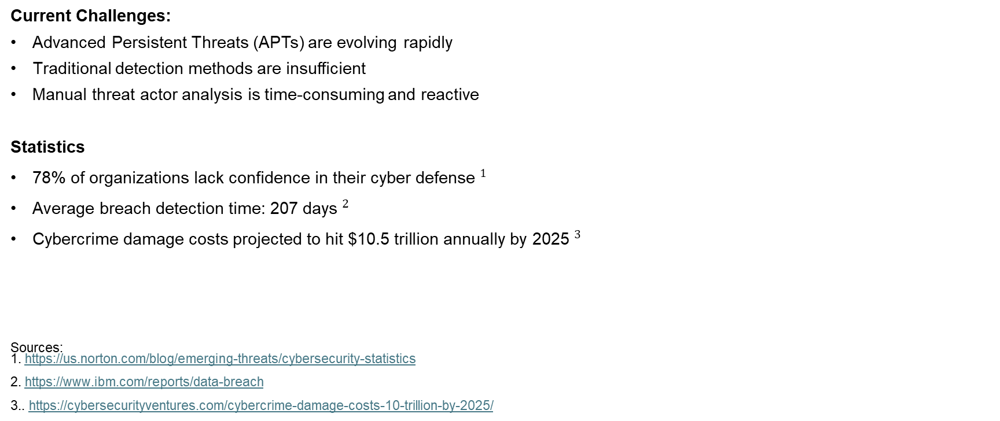 Current Challenges:
• Advanced Persistent Threats (APTs) are evolving rapidly
• Traditional detection methods are insufficient
• Manual threat actor analysis is time-consuming and reactive
Statistics
• 78% of organizations lack confidence in their cyber defense 1
• Average breach detection time: 207 days 2
• Cybercrime damage costs projected to hit $10.5 trillion annually by 2025 3
Sources:
1. https://us.norton.com/blog/emerging-threats/cybersecurity-statistics
2. https://www.ibm.com/reports/data-breach
3.. https://cybersecurityventures.com/cybercrime-damage-costs-10-trillion-by-2025/